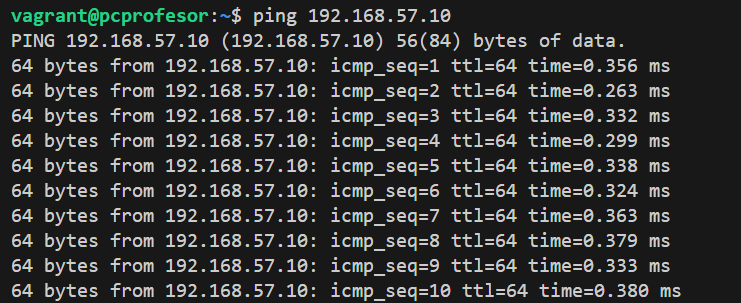 vagrant@pcprofesor:~$ ping 192.168.57.10
PING 192.168.57.10 (192.168.57.10) 56(84) bytes of data.
64 bytes from 192.168.57.10: icmp_seq=1 ttl=64 time=0.356 ms
64 bytes from 192.168.57.10: icmp_seq=2 ttl=64 time=0.263 ms
64 bytes from 192.168.57.10: icmp_seq=3 ttl=64 time=0.332 ms
64 bytes from 192.168.57.10: icmp_seq=4 ttl=64 time=0.299 ms
64 bytes from 192.168.57.10: icmp_seq=5 ttl=64 time=0.338 ms
64 bytes from 192.168.57.10: icmp_seq=6 ttl=64 time=0.324 ms
64 bytes from 192.168.57.10: icmp_seq=7 ttl=64 time=0.363 ms
64 bytes from 192.168.57.10: icmp_seq=8 ttl=64 time=0.379 ms
64 bytes from 192.168.57.10: icmp_seq=9 ttl=64 time=0.333 ms
64 bytes from 192.168.57.10: icmp_seq=10 ttl=64 time=0.380 ms